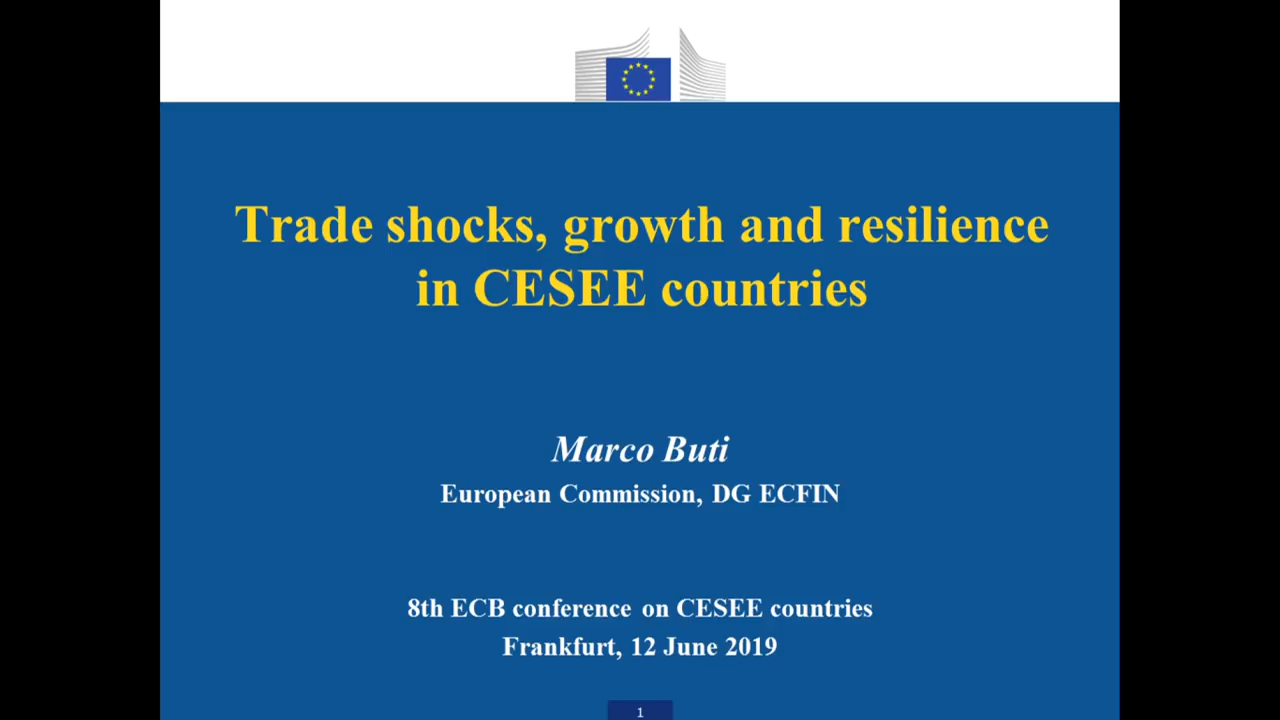 Trade shocks, growth and resilience
in CESEE countries
Marco Buti
European Commission, DG ECFIN
8th ECB conference on CESEE countries
Frankfurt, 12 June 2019
1